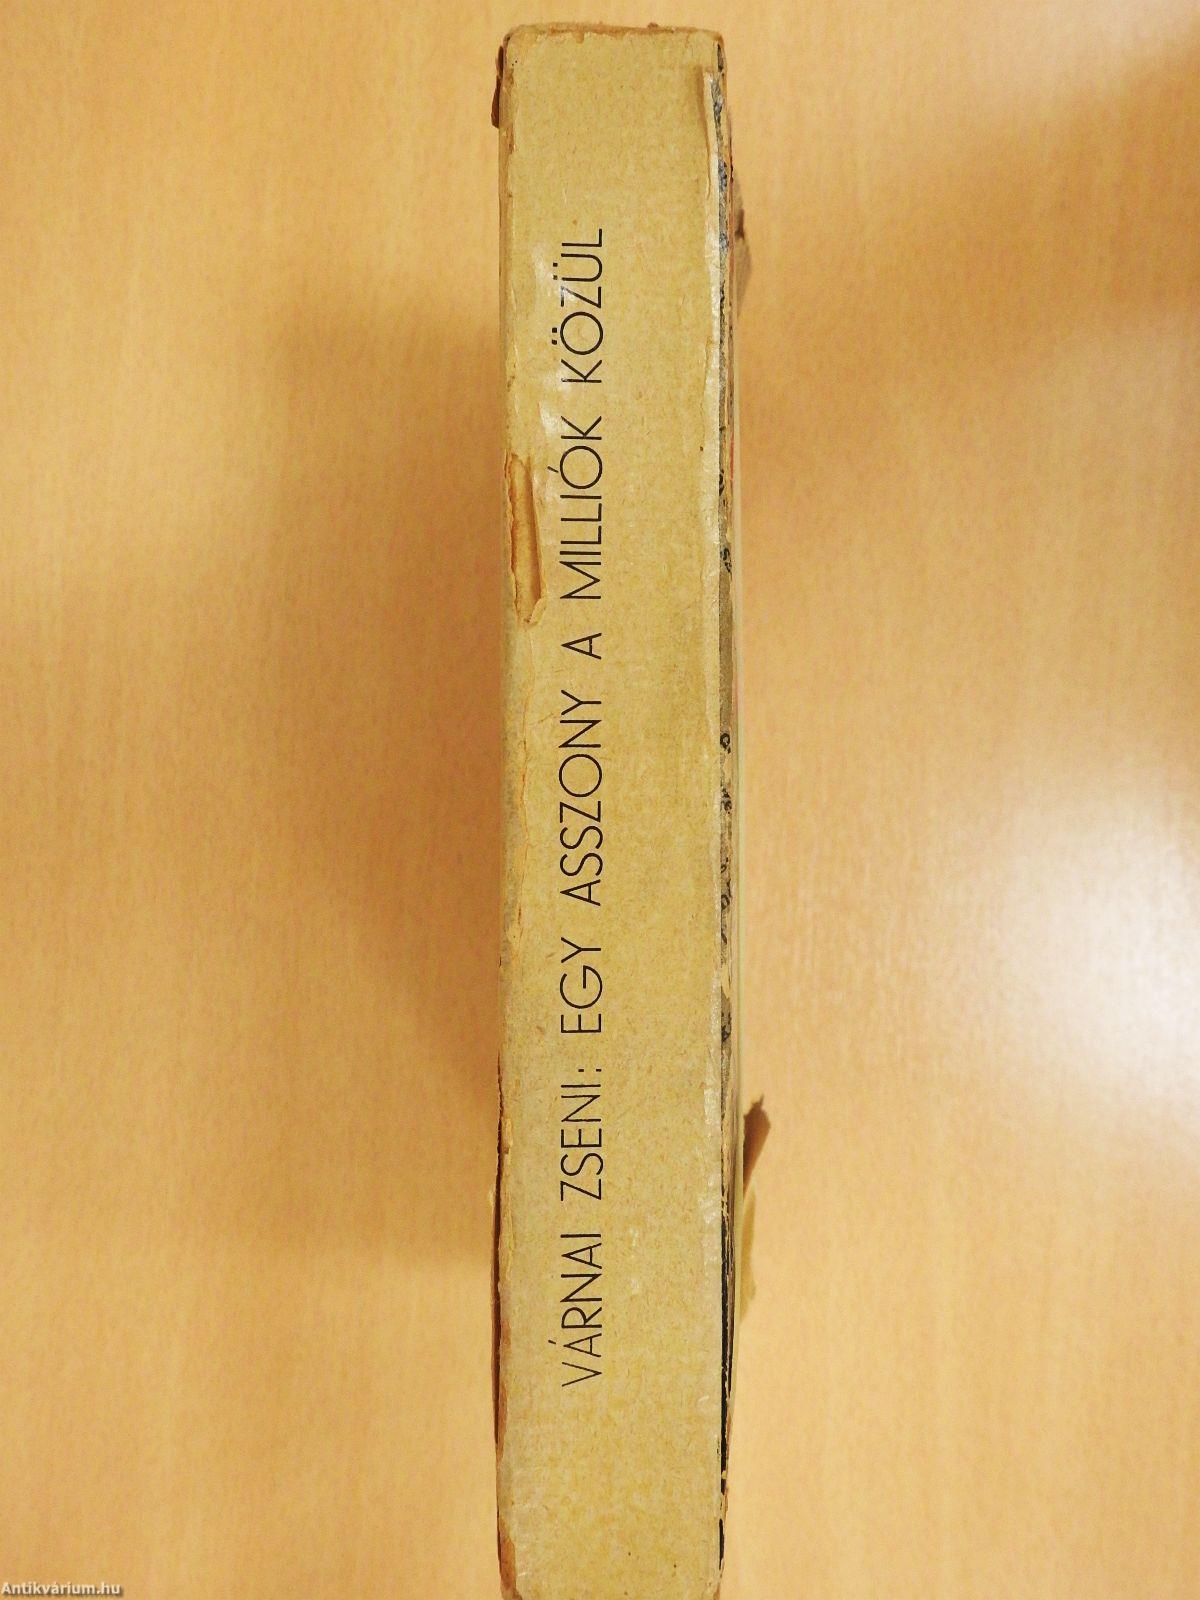 VÁRNAI ZSENI: EGY ASSZONY A MILLIÓK KÖZÜL
Antikvárium.hu